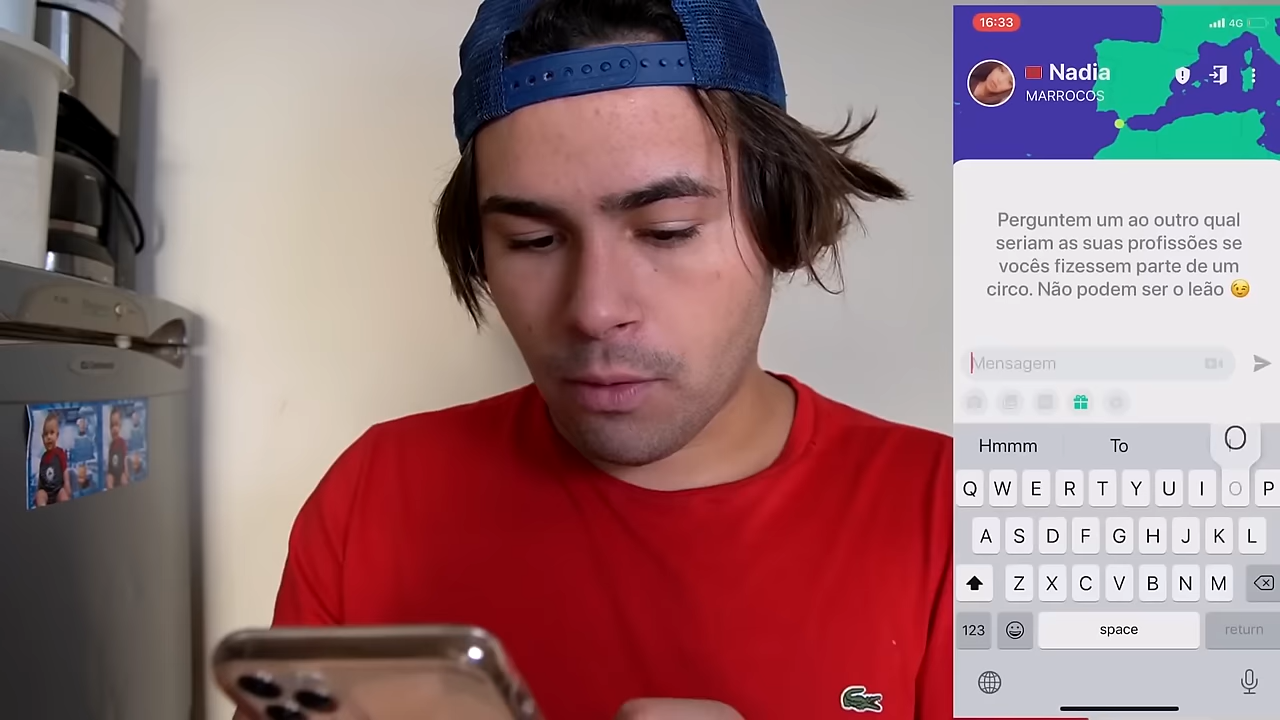 16:33
4G
Nadia
MARROCOS
Perguntem um ao outro qual
seriam as suas profissões se
vocês fizessem parte de um
circo. Não podem ser o leão 😉
Mensagem
Hmmm To
O
Q W E R T Y U I O P
A S D F G H J K L
Z X C V B N M
123 space return